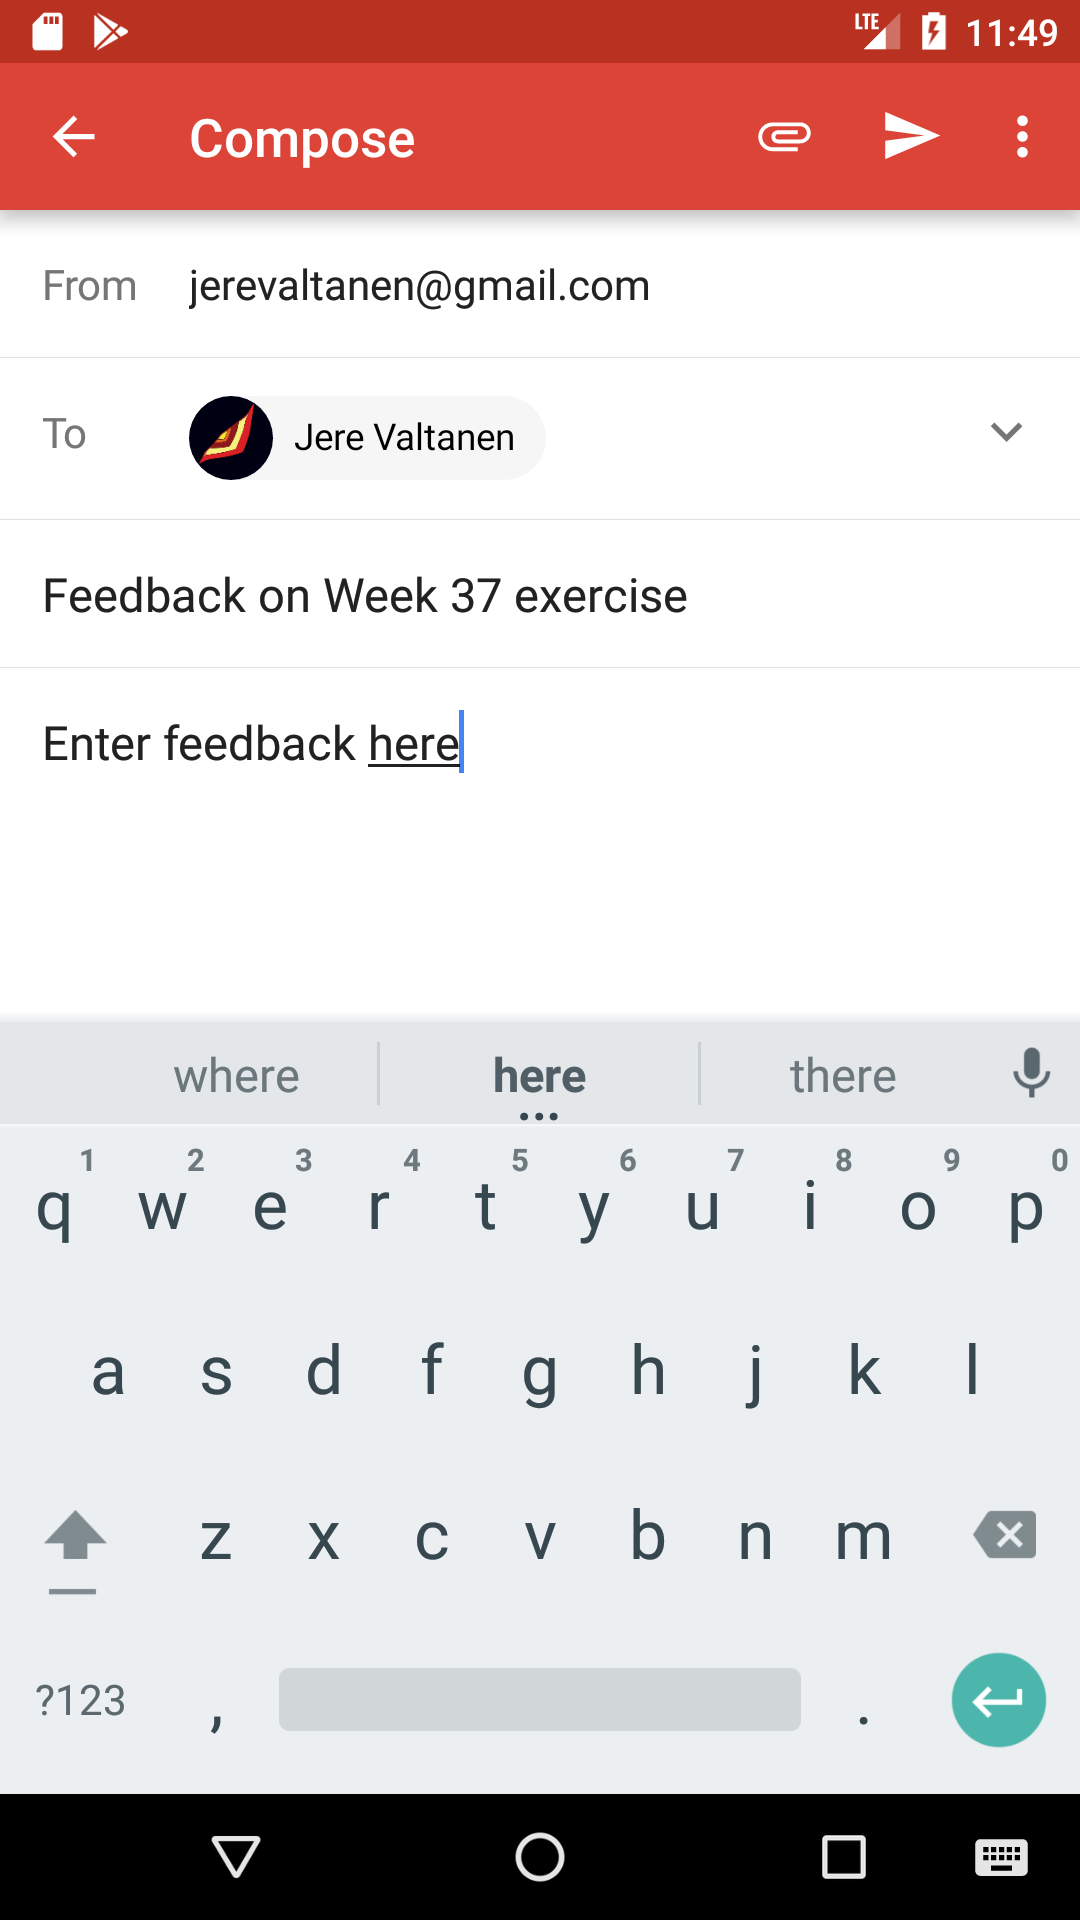 LTE 11:49
Compose
From jerevaltanen@gmail.com
To Jere Valtanen
Feedback on Week 37 exercise
Enter feedback here
where here there
1 2 3 4 5 6 7 8 9 0
q w e r t y u i o p
a s d f g h j k l
z x c v b n m
?123 , .